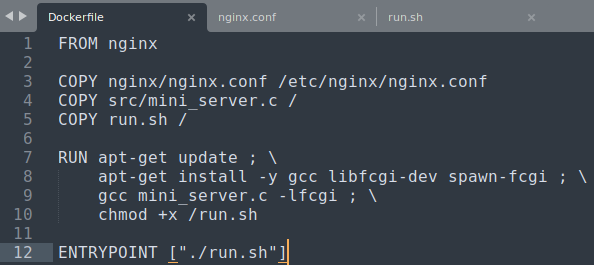 Dockerfile nginx.conf run.sh
1 FROM nginx
2
3 COPY nginx/nginx.conf /etc/nginx/nginx.conf
4 COPY src/mini_server.c /
5 COPY run.sh /
6
7 RUN apt-get update ; \
8     apt-get install -y gcc libfcgi-dev spawn-fcgi ; \
9     gcc mini_server.c -lfcgi ; \
10     chmod +x /run.sh
11
12 ENTRYPOINT ["./run.sh"]